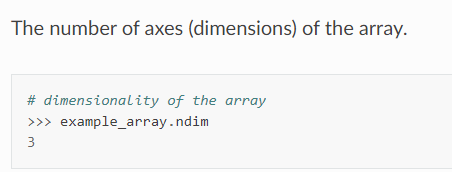 The number of axes (dimensions) of the array.
# dimensionality of the array
>>> example_array.ndim
3